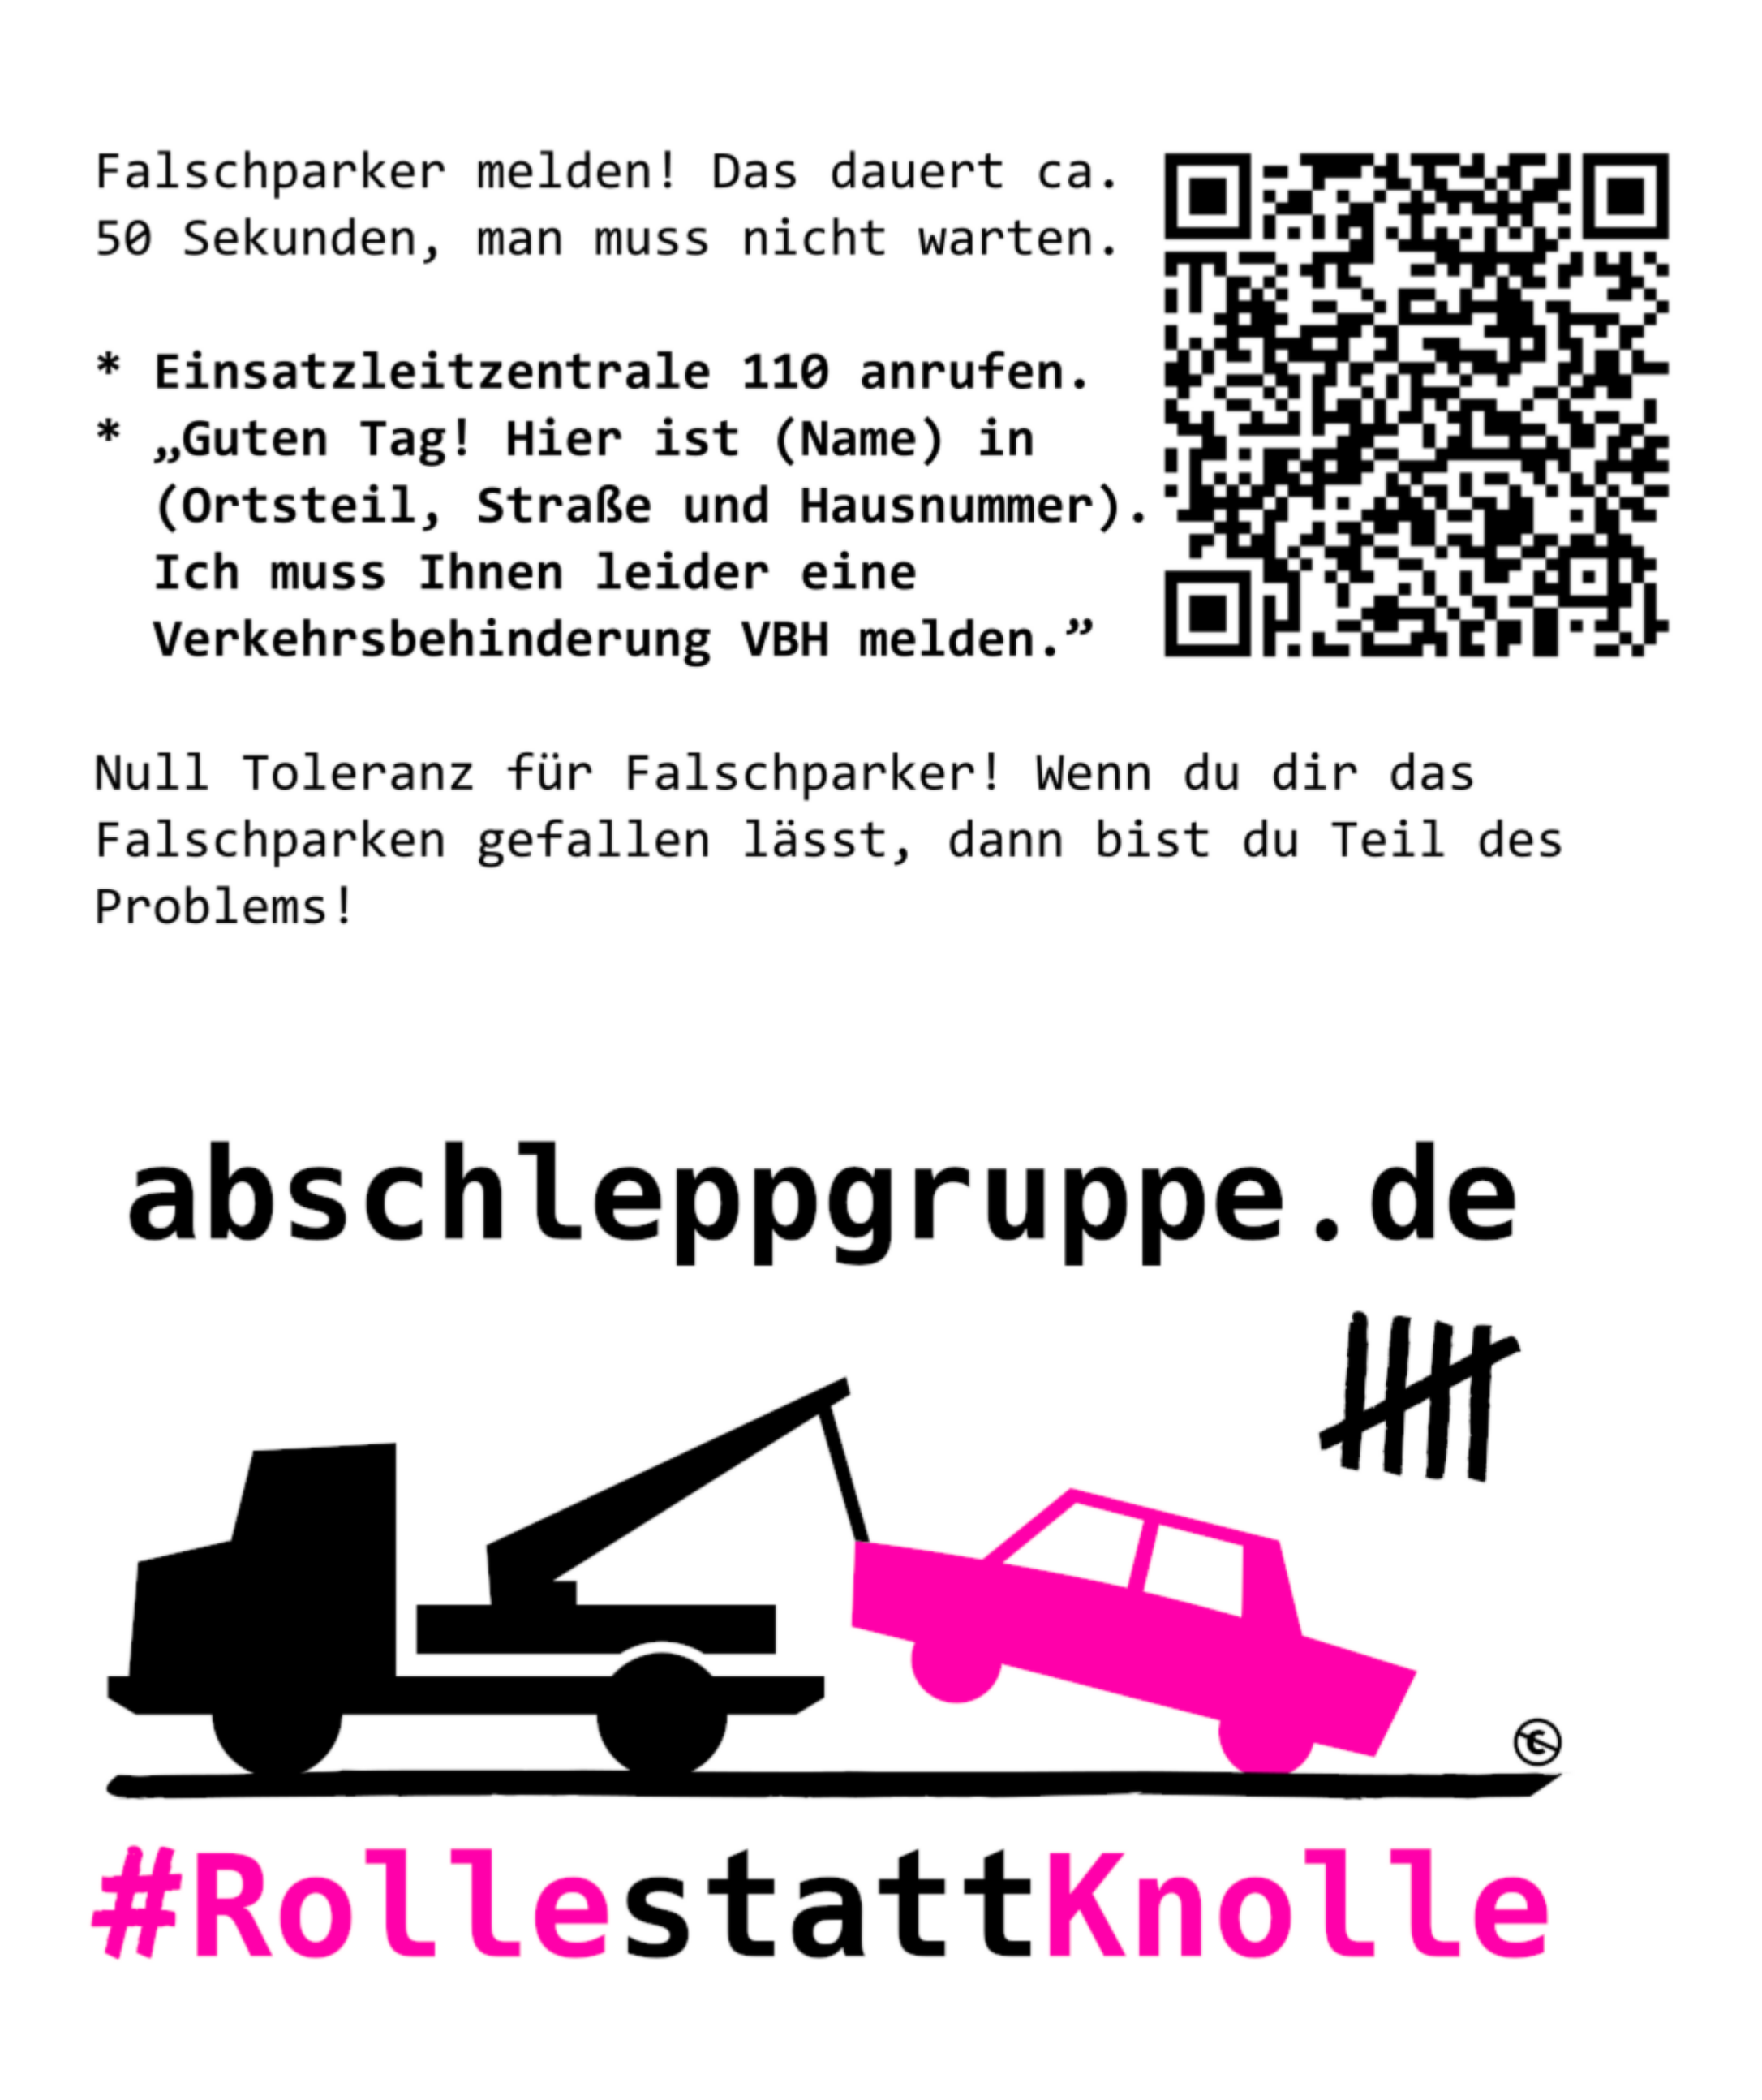 Falschparker melden! Das dauert ca.
50 Sekunden, man muss nicht warten.
* Einsatzleitzentrale 110 anrufen.
* „Guten Tag! Hier ist (Name) in
(Ortsteil, Straße und Hausnummer).
Ich muss Ihnen leider eine
Verkehrsbehinderung VBH melden.”
Null Toleranz für Falschparker! Wenn du dir das
Falschparken gefallen lässt, dann bist du Teil des
Problems!
abschleppgruppe.de
#RollestattKnolle